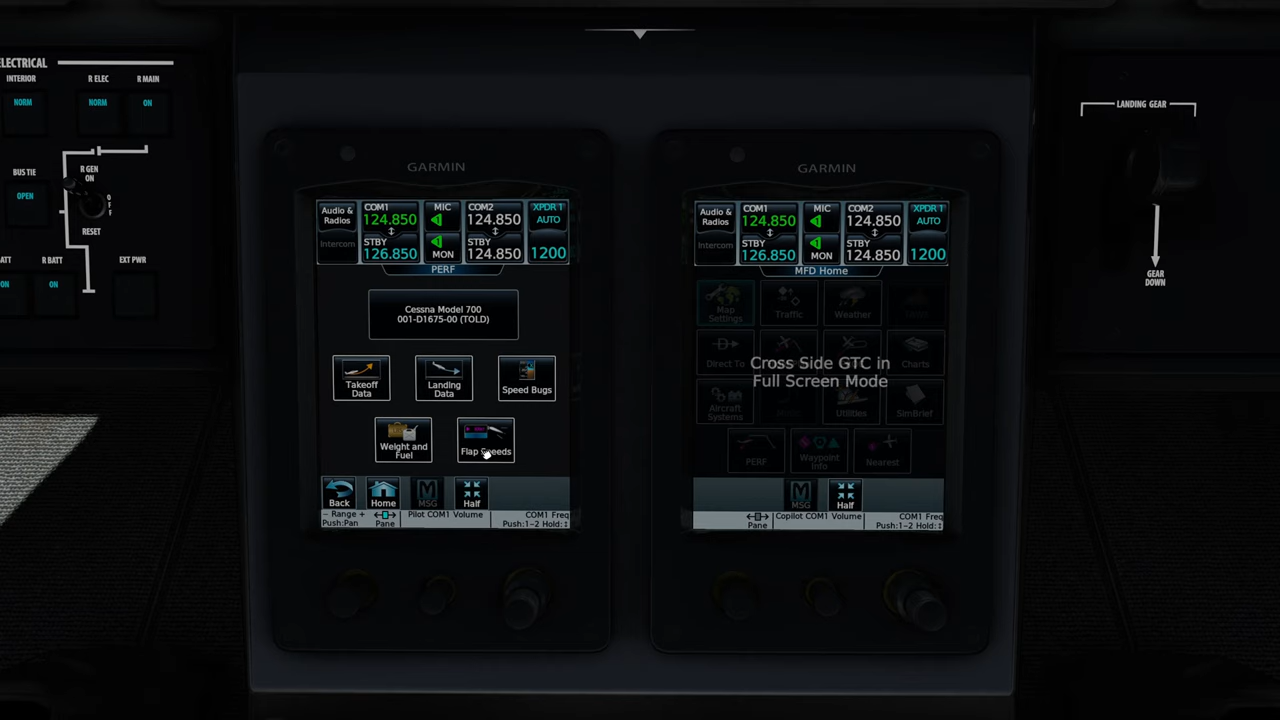 ELECTRICAL
INTERIOR
R ELEC
R MAIN
NORM
NORM
ON
BUS TIE
R GEN
ON
OPEN
OFF
RESET
ATT
R BATT
EXT PWR
ON
ON
GARMIN
Audio & Radios
COM1
124.850
MIC
COM2
124.850
XPDR 1
AUTO
Intercom
STBY
126.850
MON
124.850
1200
PERF
Cessna Model 700
001-D1675-00 (TOLD)
Takeoff Data
Landing Data
Speed Bugs
Weight and Fuel
Flap Speeds
Back
Home
MSG
Half
- Range +
Push:Pan
Pane
Pilot COM1 Volume
COM1 Freq
Push:1-2 Hold:↕
GARMIN
Audio & Radios
COM1
124.850
MIC
COM2
124.850
XPDR 1
AUTO
Intercom
STBY
126.850
MON
124.850
1200
MFD Home
Map Settings
Traffic
Weather
Direct To
Charts
Cross Side GTC in
Full Screen Mode
Aircraft Systems
Utilities
SimBrief
PERF
Waypoint Info
Nearest
MSG
Half
Pane
Copilot COM1 Volume
COM1 Freq
Push:1-2 Hold:↕
LANDING GEAR
GEAR
DOWN